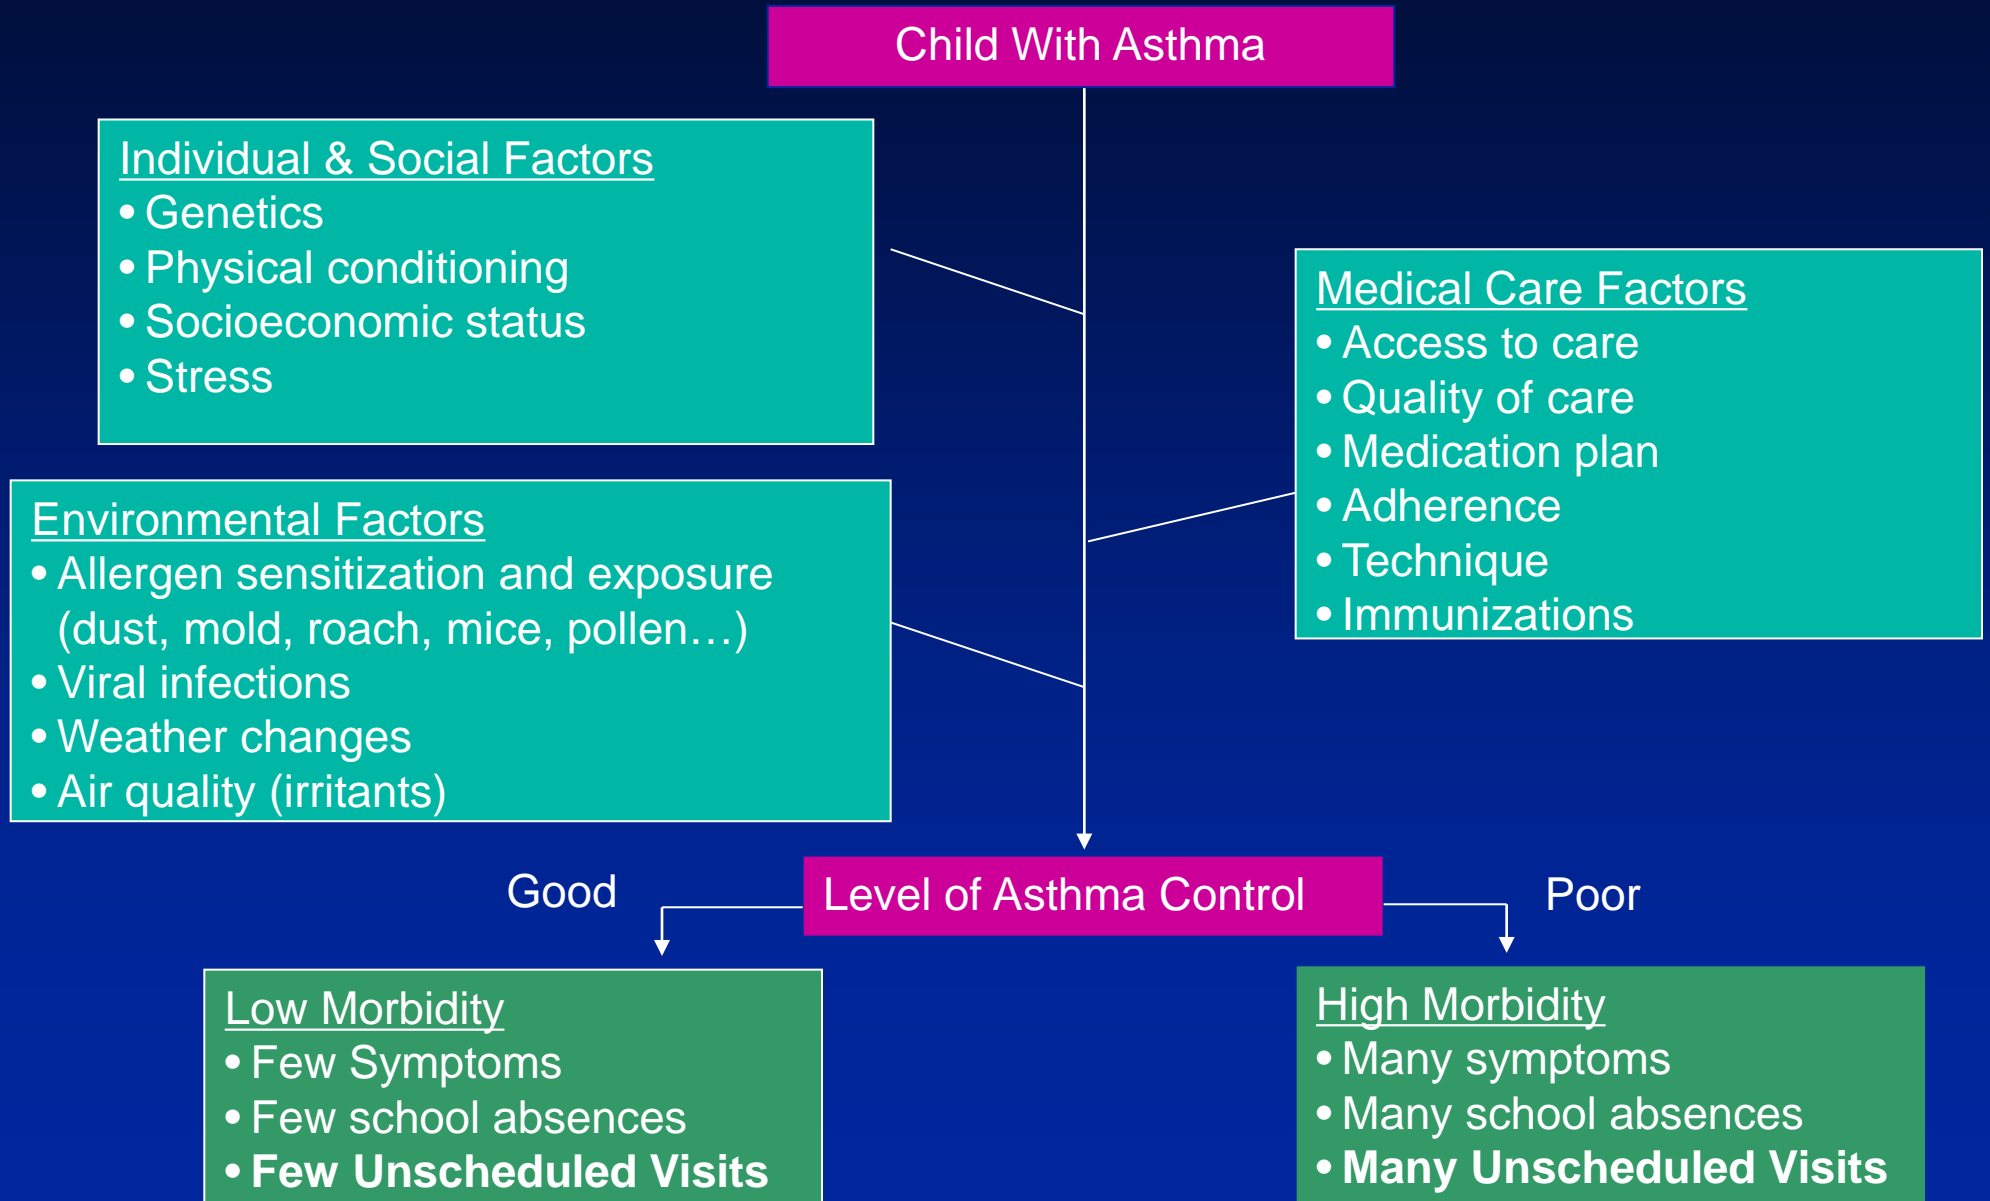 Child With Asthma
Individual & Social Factors
• Genetics
• Physical conditioning
• Socioeconomic status
• Stress
Medical Care Factors
• Access to care
• Quality of care
• Medication plan
• Adherence
• Technique
• Immunizations
Environmental Factors
• Allergen sensitization and exposure
(dust, mold, roach, mice, pollen…)
• Viral infections
• Weather changes
• Air quality (irritants)
Good
Level of Asthma Control
Poor
Low Morbidity
• Few Symptoms
• Few school absences
• Few Unscheduled Visits
High Morbidity
• Many symptoms
• Many school absences
• Many Unscheduled Visits